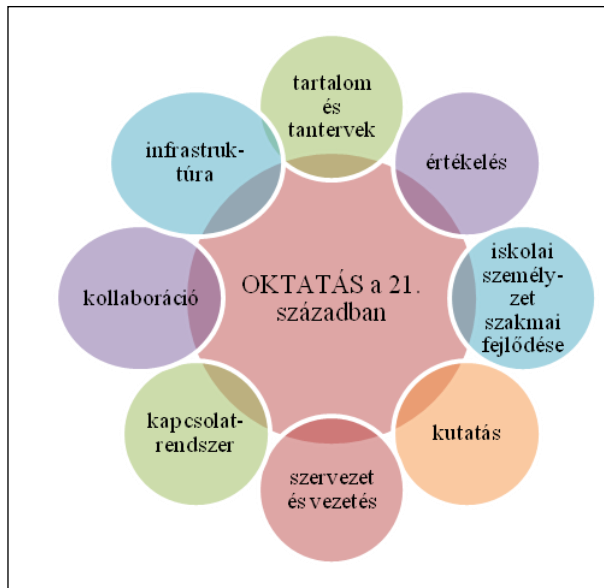 tartalom
és
tantervek
értékelés
iskolai
személy-
zet
szakmai
fejlődése
kutatás
szervezet
és vezetés
kapcsolat-
rendszer
kollaboráció
infrastruk-
túra
OKTATÁS a 21.
században